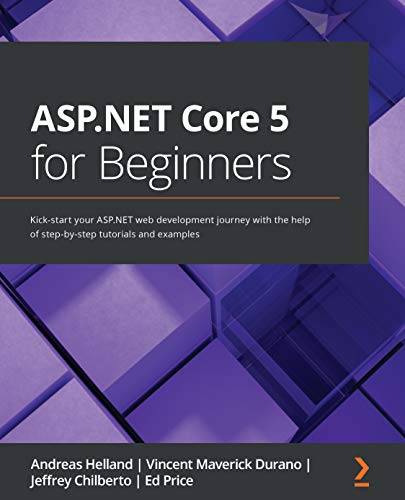 ASP.NET Core 5
for Beginners
Kick-start your ASP.NET web development journey with the help
of step-by-step tutorials and examples
Andreas Helland | Vincent Maverick Durano |
Jeffrey Chilberto | Ed Price